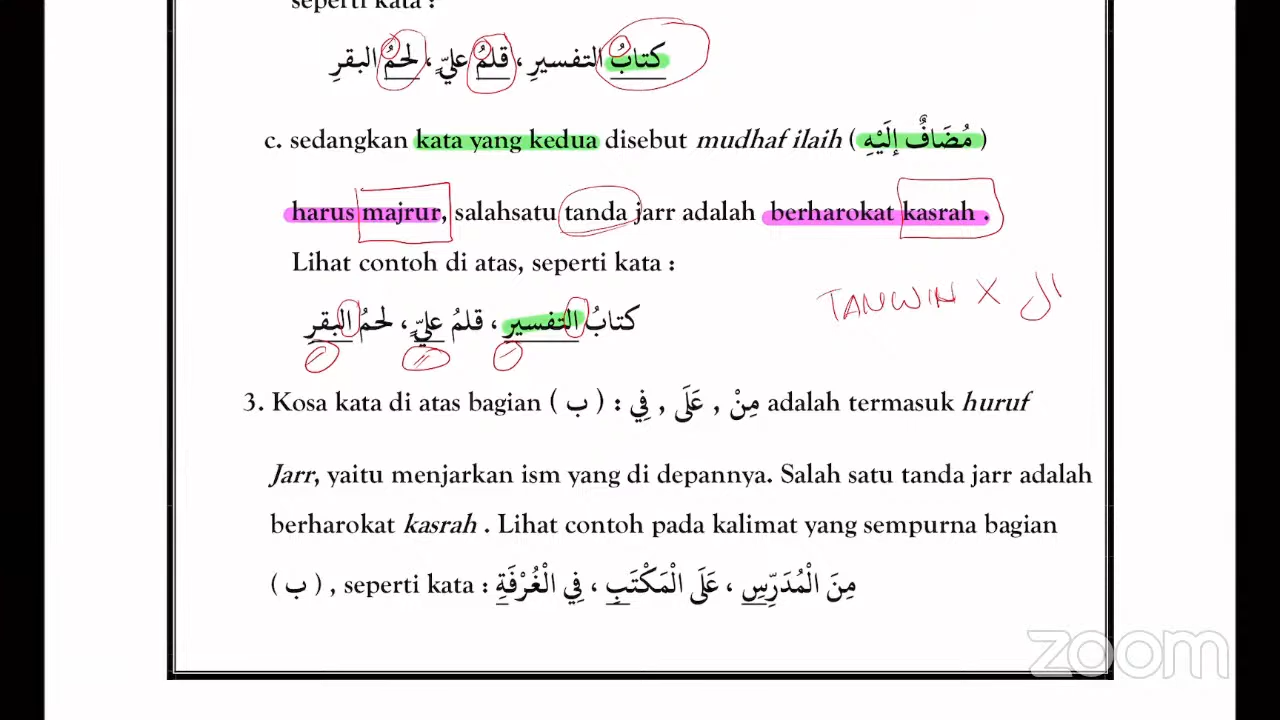 seperti kata :
كتابُ التفسيرِ ، قلمُ عليٍّ ، لحمُ البقرِ
c. sedangkan kata yang kedua disebut mudhaf ilaih ( مُضَافٌ إِلَيْهِ )
harus majrur, salahsatu tanda jarr adalah berharokat kasrah .
Lihat contoh di atas, seperti kata :
TANWIN X ال
كتابُ التفسيرِ ، قلمُ عليٍّ ، لحمُ البقرِ
3. Kosa kata di atas bagian ( ب ) : مِنْ , عَلَى , فِي adalah termasuk huruf
Jarr, yaitu menjarkan ism yang di depannya. Salah satu tanda jarr adalah
berharokat kasrah . Lihat contoh pada kalimat yang sempurna bagian
( ب ) , seperti kata : مِنَ الْمُدَرِّسِ ، عَلَى الْمَكْتَبِ ، فِي الْغُرْفَةِ
zoom